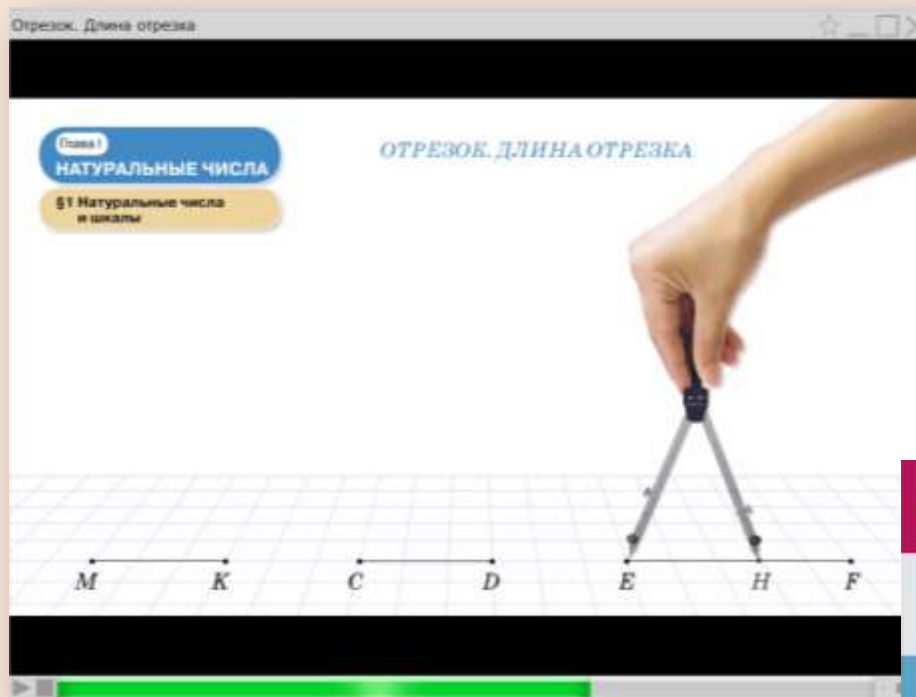 Отрезок. Длина отрезка
Глава I
НАТУРАЛЬНЫЕ ЧИСЛА
§1 Натуральные числа
и шкалы
ОТРЕЗОК. ДЛИНА ОТРЕЗКА
M K C D E H F